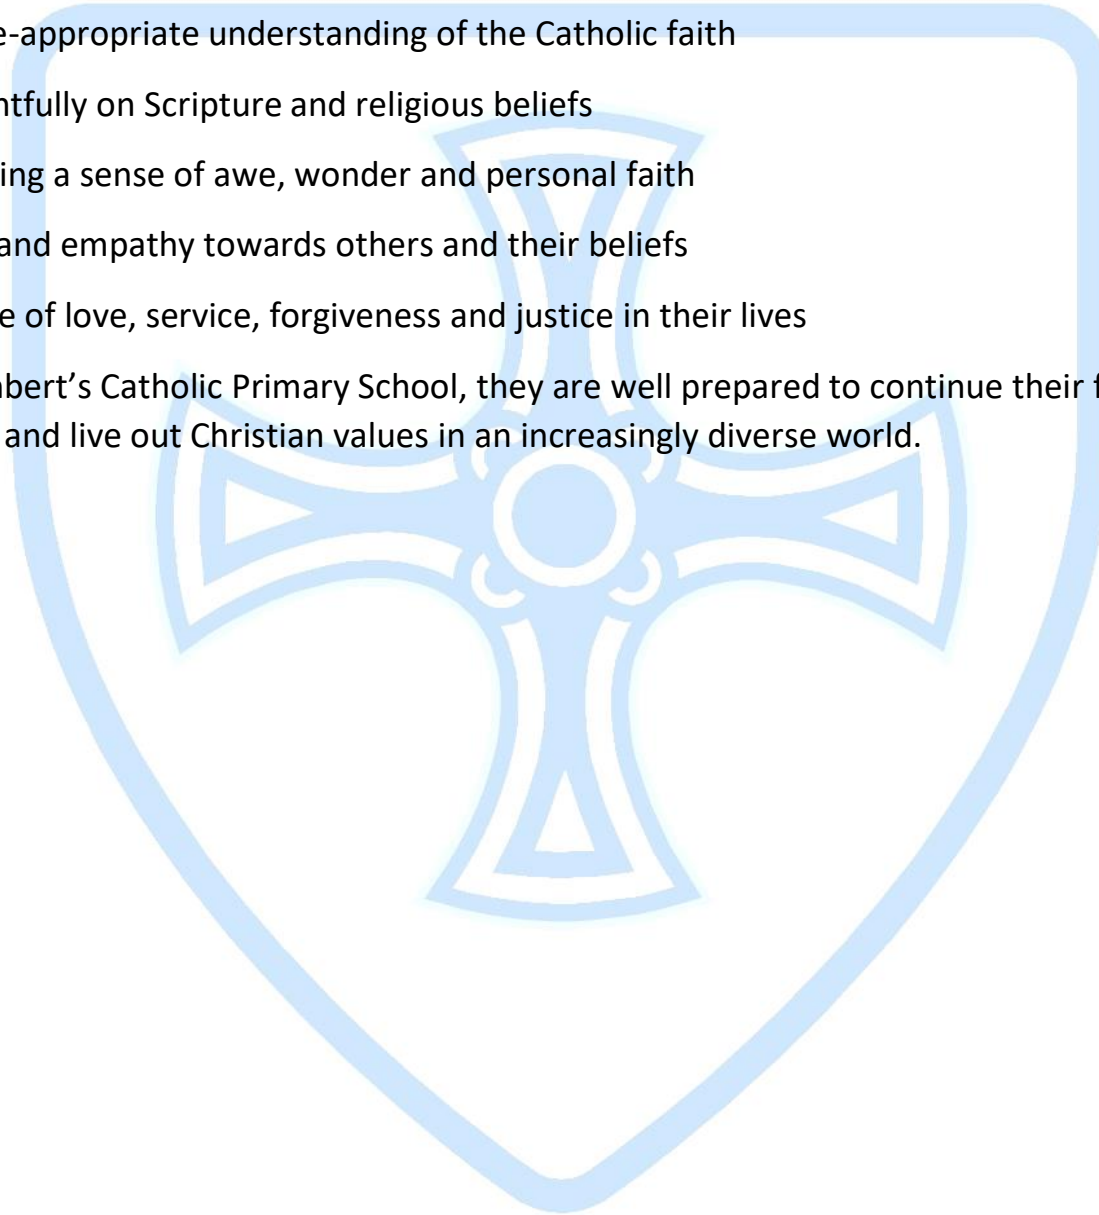 e-appropriate understanding of the Catholic faith
ntfully on Scripture and religious beliefs
ing a sense of awe, wonder and personal faith
and empathy towards others and their beliefs
e of love, service, forgiveness and justice in their lives
bert’s Catholic Primary School, they are well prepared to continue their f
and live out Christian values in an increasingly diverse world.